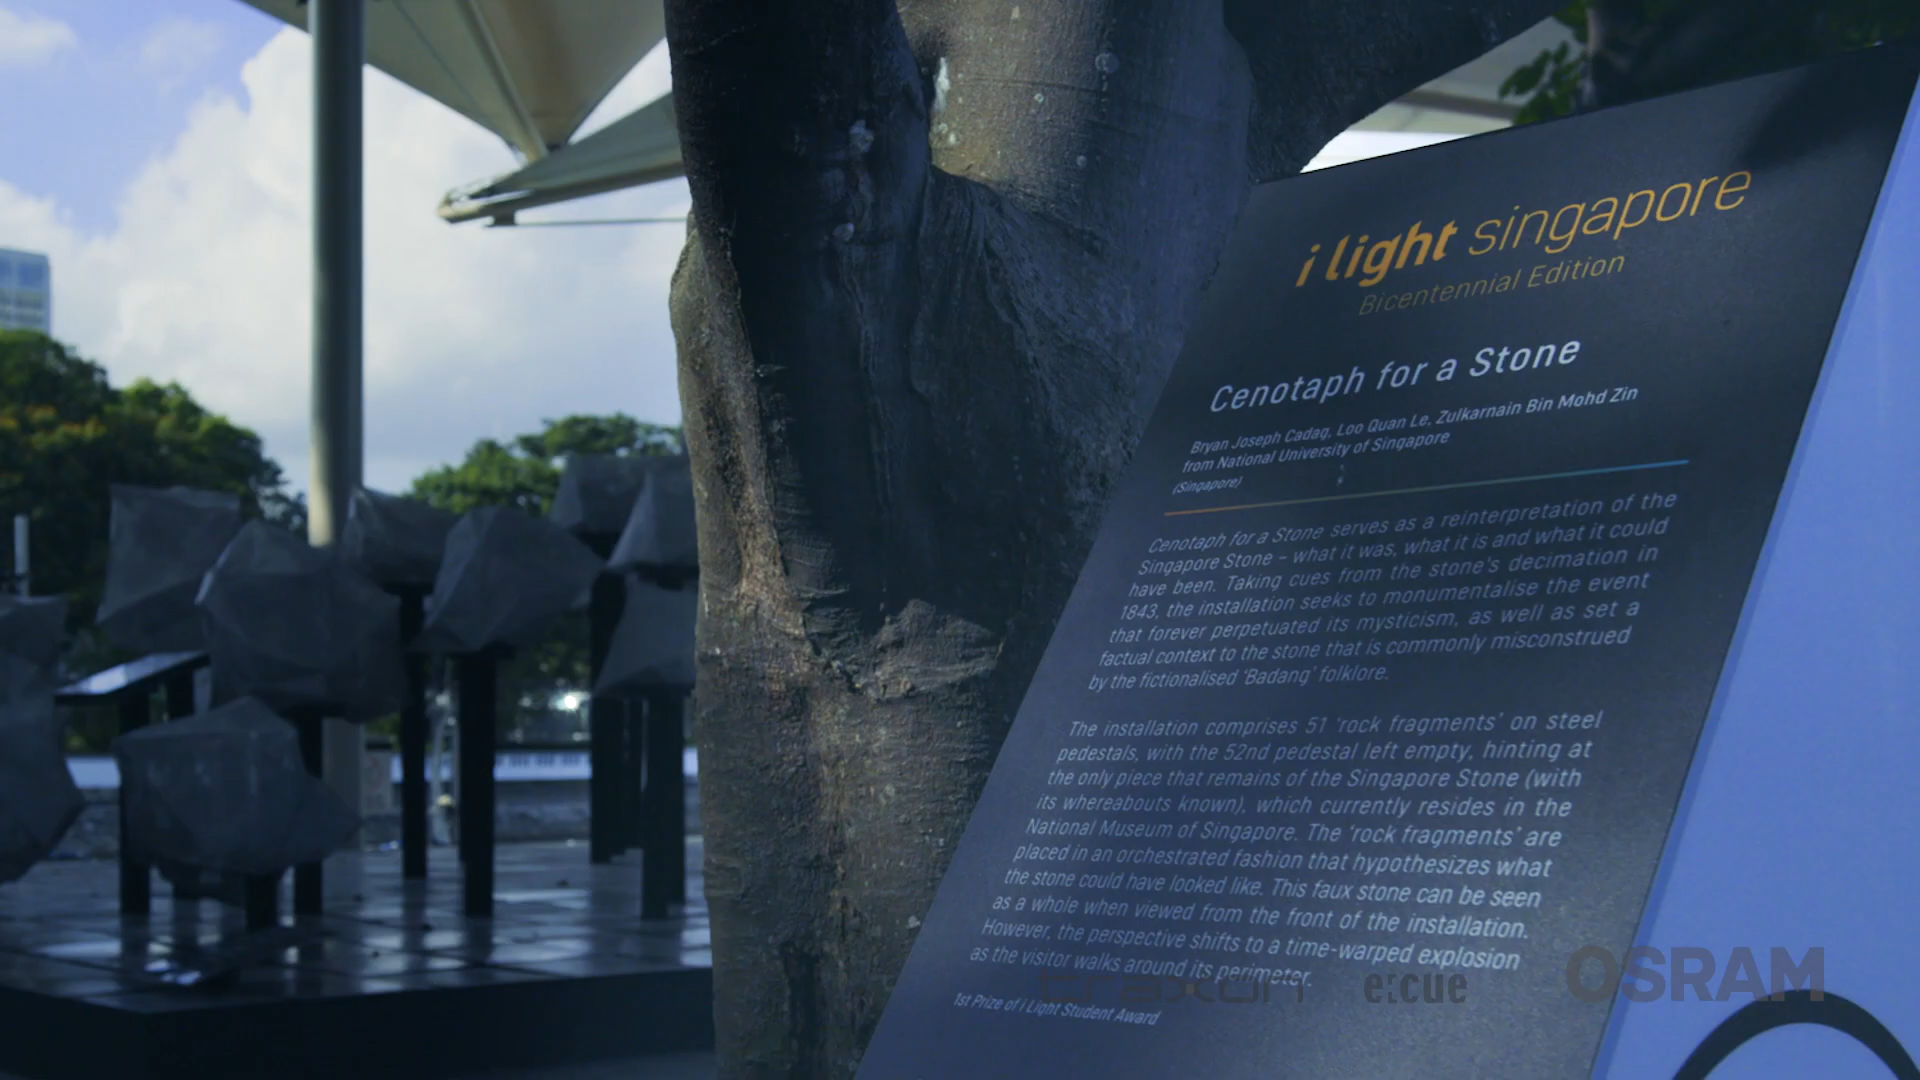 i light singapore
Bicentennial Edition
Cenotaph for a Stone
Bryan Joseph Cadag, Loo Quan Le, Zulkarnain Bin Mohd Zin
from National University of Singapore
(Singapore)
Cenotaph for a Stone serves as a reinterpretation of the
Singapore Stone – what it was, what it is and what it could
have been. Taking cues from the stone's decimation in
1843, the installation seeks to monumentalise the event
that forever perpetuated its mysticism, as well as set a
factual context to the stone that is commonly misconstrued
by the fictionalised 'Badang' folklore.
The installation comprises 51 'rock fragments' on steel
pedestals, with the 52nd pedestal left empty, hinting at
the only piece that remains of the Singapore Stone (with
its whereabouts known), which currently resides in the
National Museum of Singapore. The 'rock fragments' are
placed in an orchestrated fashion that hypothesizes what
the stone could have looked like. This faux stone can be seen
as a whole when viewed from the front of the installation.
However, the perspective shifts to a time-warped explosion
as the visitor walks around its perimeter.
1st Prize of i Light Student Award
traxon e:cue OSRAM